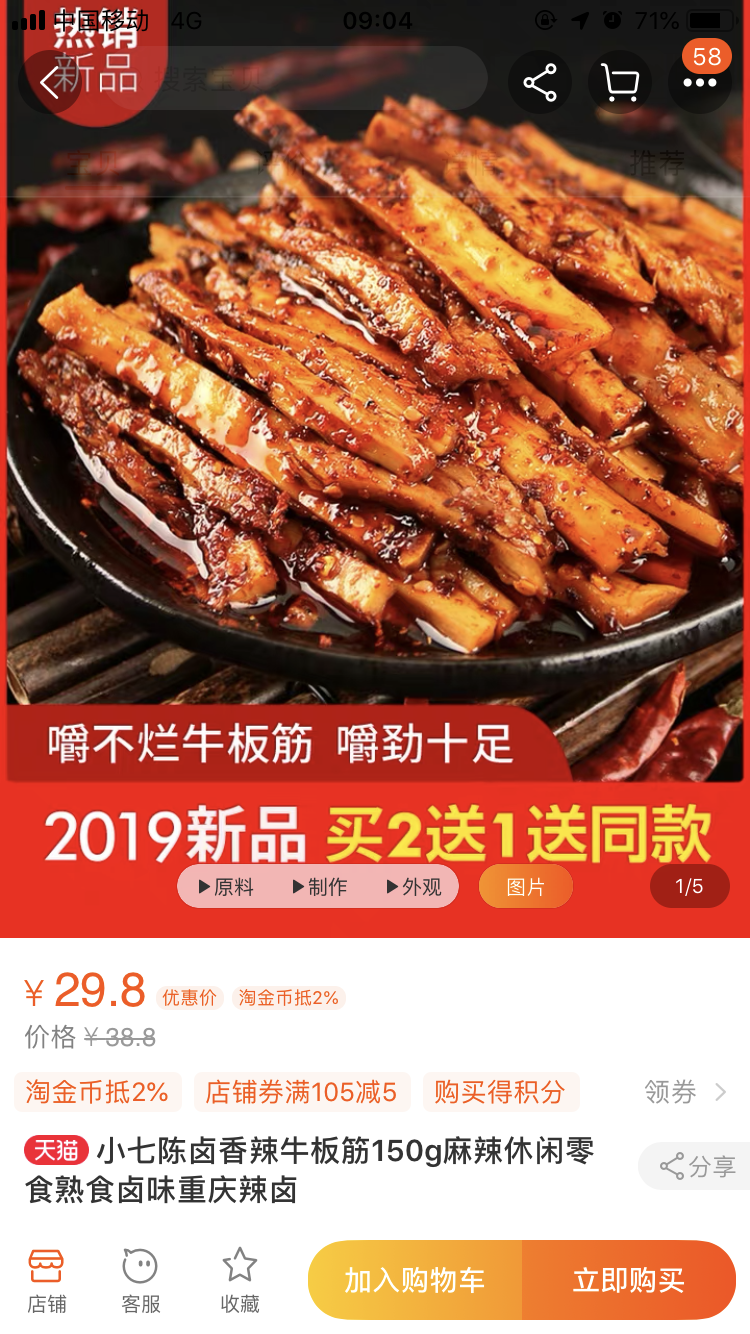 中国移动 4G 09:04 71%
热销
新品
搜索宝贝
58
推荐
嚼不烂牛板筋 嚼劲十足
2019新品 买2送1送同款
原料 制作 外观 图片 1/5
¥29.8 优惠价 淘金币抵2%
价格 ¥38.8
淘金币抵2% 店铺券满105减5 购买得积分 领券
天猫 小七陈卤香辣牛板筋150g麻辣休闲零
食熟食卤味重庆辣卤
分享
店铺 客服 收藏 加入购物车 立即购买